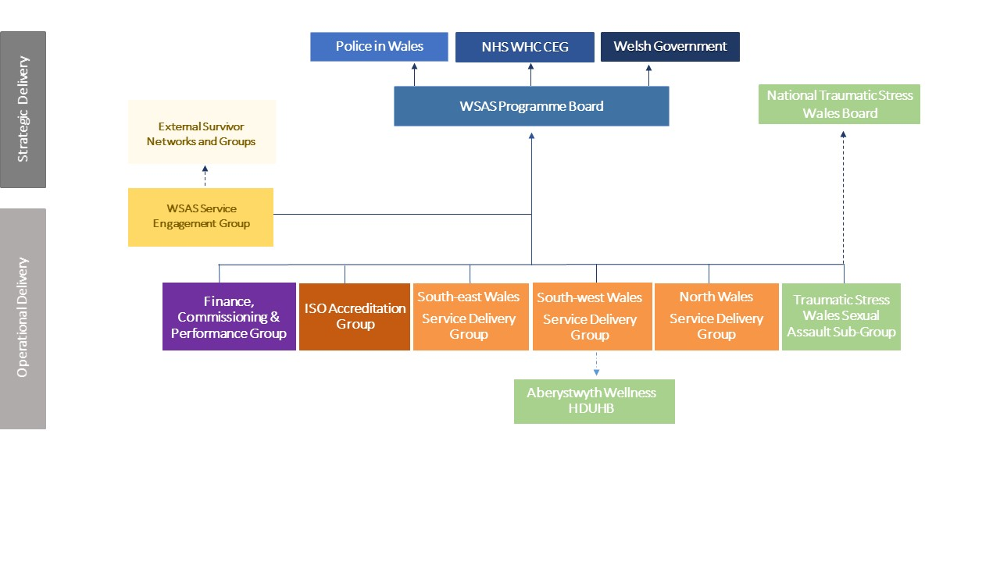 Strategic Delivery
Police in Wales
NHS WHC CEG
Welsh Government
WSAS Programme Board
National Traumatic Stress
Wales Board
External Survivor
Networks and Groups
WSAS Service
Engagement Group
Operational Delivery
Finance,
Commissioning &
Performance Group
ISO Accreditation
Group
South-east Wales
Service Delivery
Group
South-west Wales
Service Delivery
Group
North Wales
Service Delivery
Group
Traumatic Stress
Wales Sexual
Assault Sub-Group
Aberystwyth Wellness
HDUHB